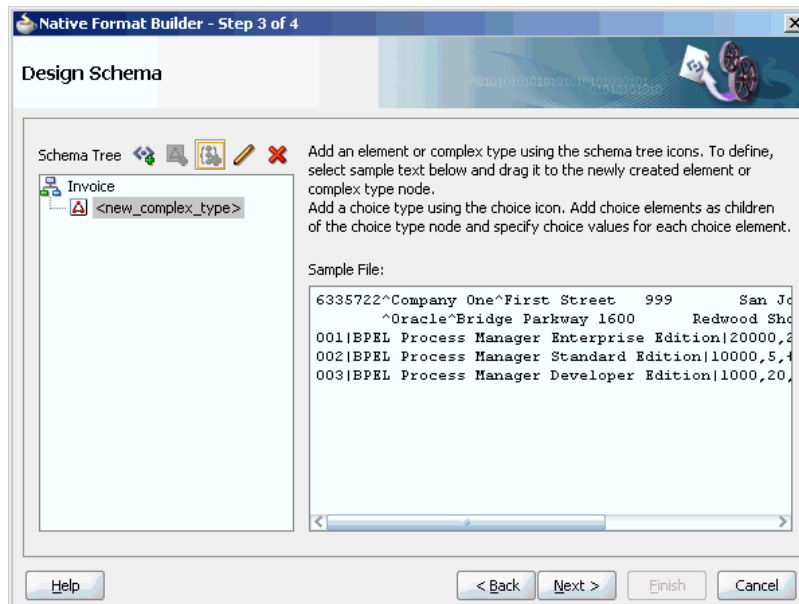 Native Format Builder - Step 3 of 4
Design Schema
Schema Tree
Invoice
<new_complex_type>
Add an element or complex type using the schema tree icons. To define,
select sample text below and drag it to the newly created element or
complex type node.
Add a choice type using the choice icon. Add choice elements as children
of the choice type node and specify choice values for each choice element.
Sample File:
6335722^Company One^First Street 999 San Jo
^Oracle^Bridge Parkway 1600 Redwood Sho
001|BPEL Process Manager Enterprise Edition|20000,2
002|BPEL Process Manager Standard Edition|10000,5,
003|BPEL Process Manager Developer Edition|1000,20,
Help
< Back
Next >
Finish
Cancel